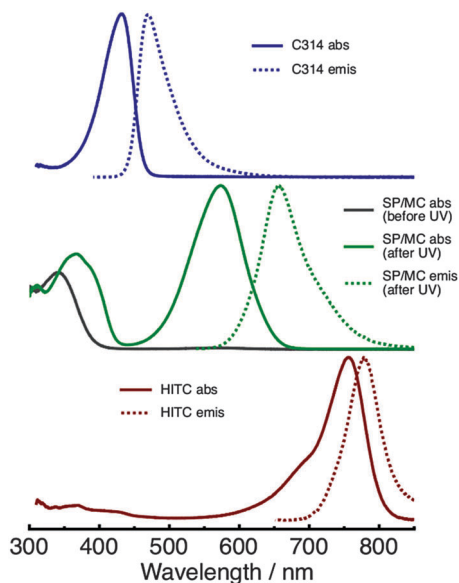 C314 abs
C314 emis
SP/MC abs
(before UV)
SP/MC abs
(after UV)
SP/MC emis
(after UV)
HITC abs
HITC emis
300 400 500 600 700 800
Wavelength / nm